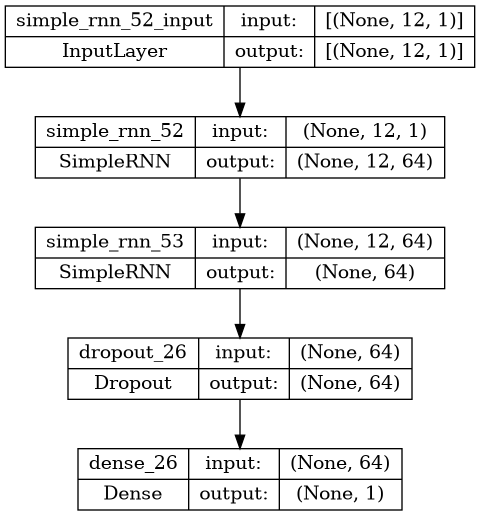 simple_rnn_52_input input: [(None, 12, 1)]
InputLayer output: [(None, 12, 1)]
simple_rnn_52 input: (None, 12, 1)
SimpleRNN output: (None, 12, 64)
simple_rnn_53 input: (None, 12, 64)
SimpleRNN output: (None, 64)
dropout_26 input: (None, 64)
Dropout output: (None, 64)
dense_26 input: (None, 64)
Dense output: (None, 1)